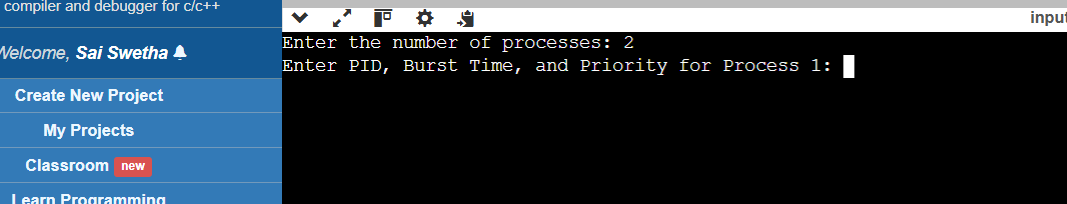 compiler and debugger for c/c++
Welcome, Sai Swetha
Create New Project
My Projects
Classroom new
Learn Programming
input
Enter the number of processes: 2
Enter PID, Burst Time, and Priority for Process 1: